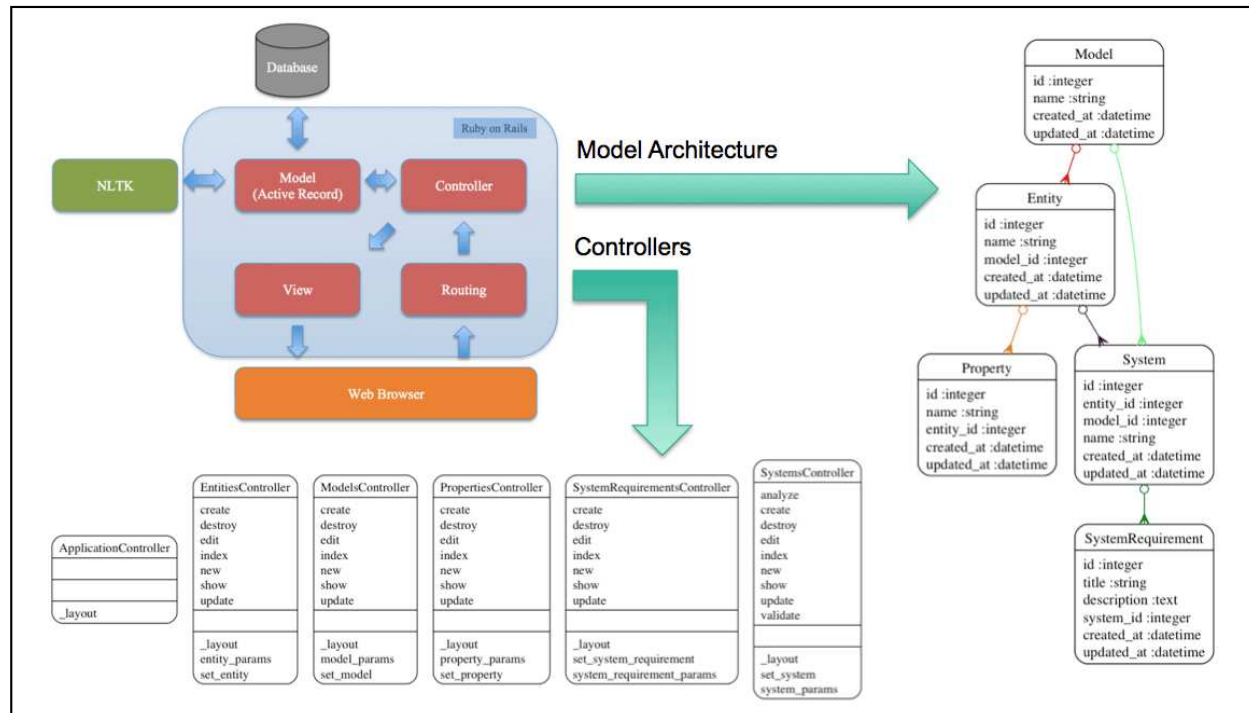 Database
Ruby on Rails
NLTK
Model
(Active Record)
Controller
View
Routing
Web Browser
Model Architecture
Controllers
Model
id :integer
name :string
created_at :datetime
updated_at :datetime
Entity
id :integer
name :string
model_id :integer
created_at :datetime
updated_at :datetime
Property
id :integer
name :string
entity_id :integer
created_at :datetime
updated_at :datetime
System
id :integer
entity_id :integer
model_id :integer
name :string
created_at :datetime
updated_at :datetime
SystemRequirement
id :integer
title :string
description :text
system_id :integer
created_at :datetime
updated_at :datetime
ApplicationController
_layout
EntitiesController
create
destroy
edit
index
new
show
update
_layout
entity_params
set_entity
ModelsController
create
destroy
edit
index
new
show
update
_layout
model_params
set_model
PropertiesController
create
destroy
edit
index
new
show
update
_layout
property_params
set_property
SystemRequirementsController
create
destroy
edit
index
new
show
update
_layout
set_system_requirement
system_requirement_params
SystemsController
analyze
create
destroy
edit
index
new
show
update
validate
_layout
set_system
system_params